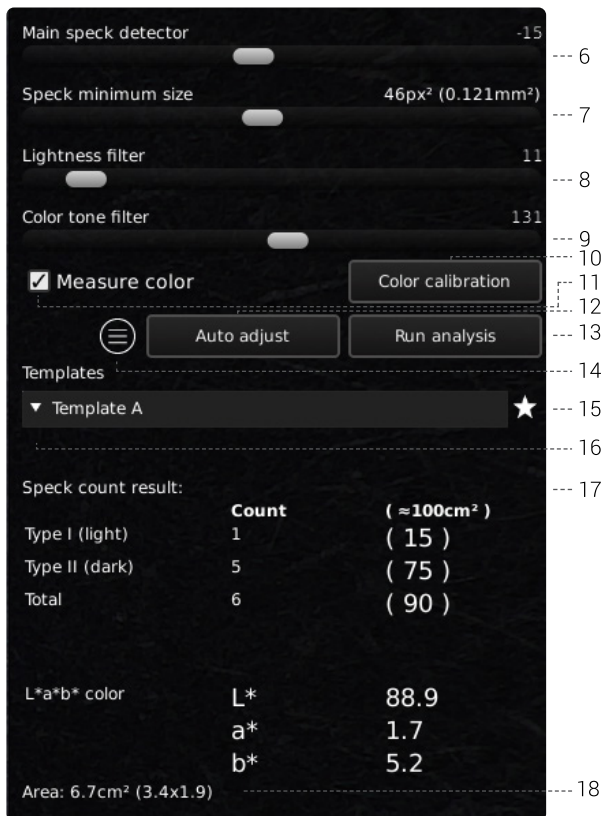 Main speck detector -15
6
Speck minimum size 46px² (0.121mm²)
7
Lightness filter 11
8
Color tone filter 131
9
10
Measure color Color calibration
11
12
Auto adjust Run analysis
13
Templates
14
Template A
15
16
Speck count result:
17
Count ( ≈100cm² )
Type I (light) 1 ( 15 )
Type II (dark) 5 ( 75 )
Total 6 ( 90 )
L*a*b* color L* 88.9
a* 1.7
b* 5.2
Area: 6.7cm² (3.4x1.9)
18